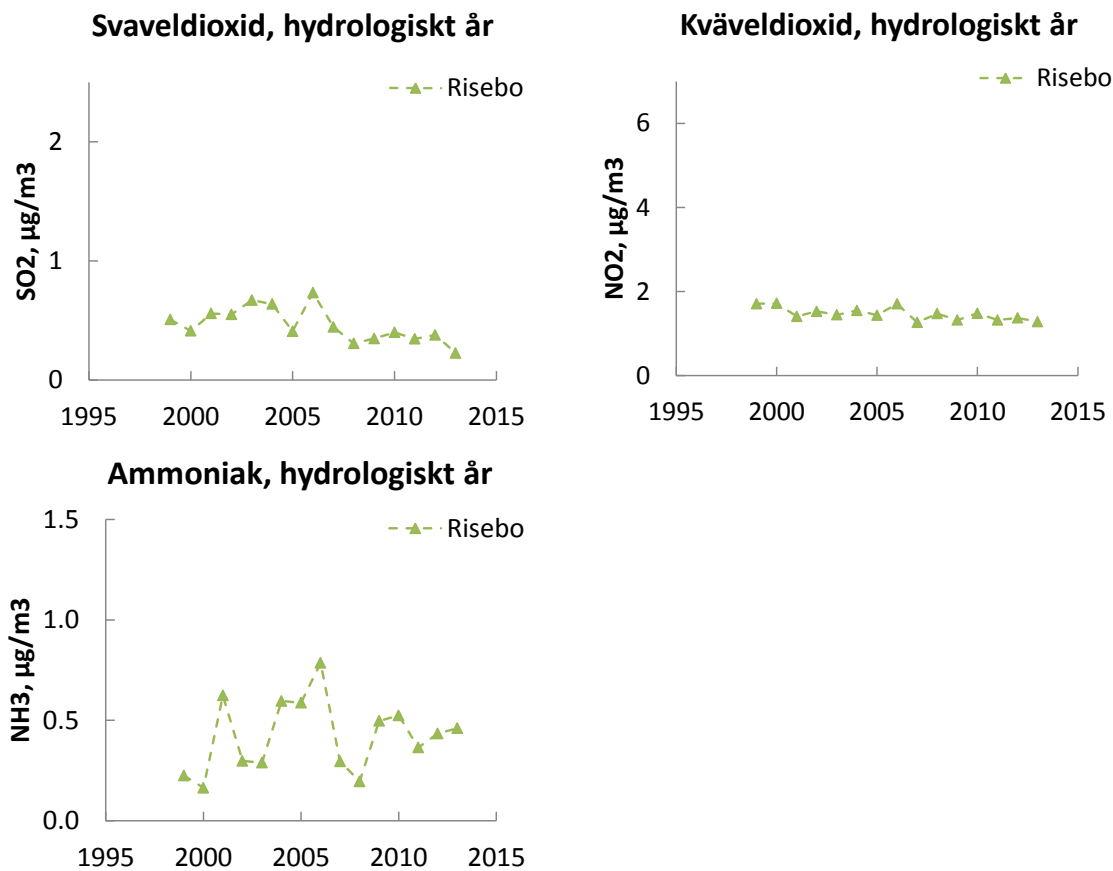 Svaveldioxid, hydrologiskt år
Risebo
SO2, µg/m3
2
1
0
1995 2000 2005 2010 2015
Kväveldioxid, hydrologiskt år
Risebo
NO2, µg/m3
6
4
2
0
1995 2000 2005 2010 2015
Ammoniak, hydrologiskt år
Risebo
NH3, µg/m3
1.5
1.0
0.5
0.0
1995 2000 2005 2010 2015